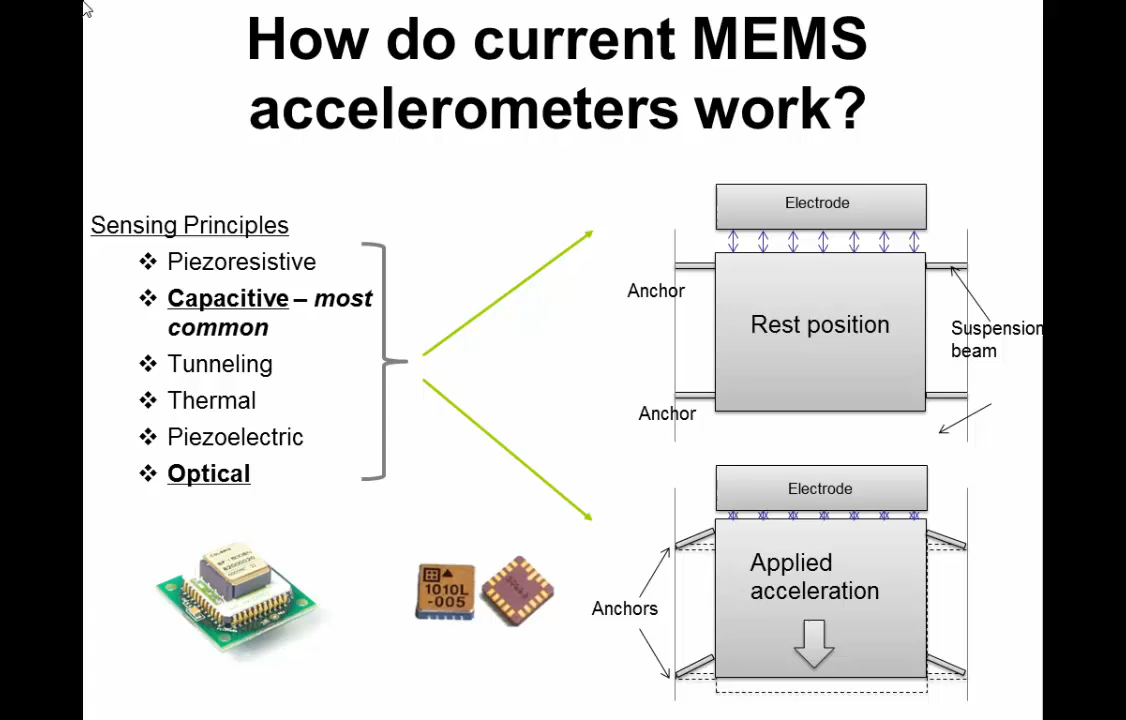 How do current MEMS
accelerometers work?
Sensing Principles
❖ Piezoresistive
❖ Capacitive – most
common
❖ Tunneling
❖ Thermal
❖ Piezoelectric
❖ Optical
Electrode
Anchor
Rest position
Suspension
beam
Anchor
Electrode
Applied
acceleration
Anchors
1010L
-005